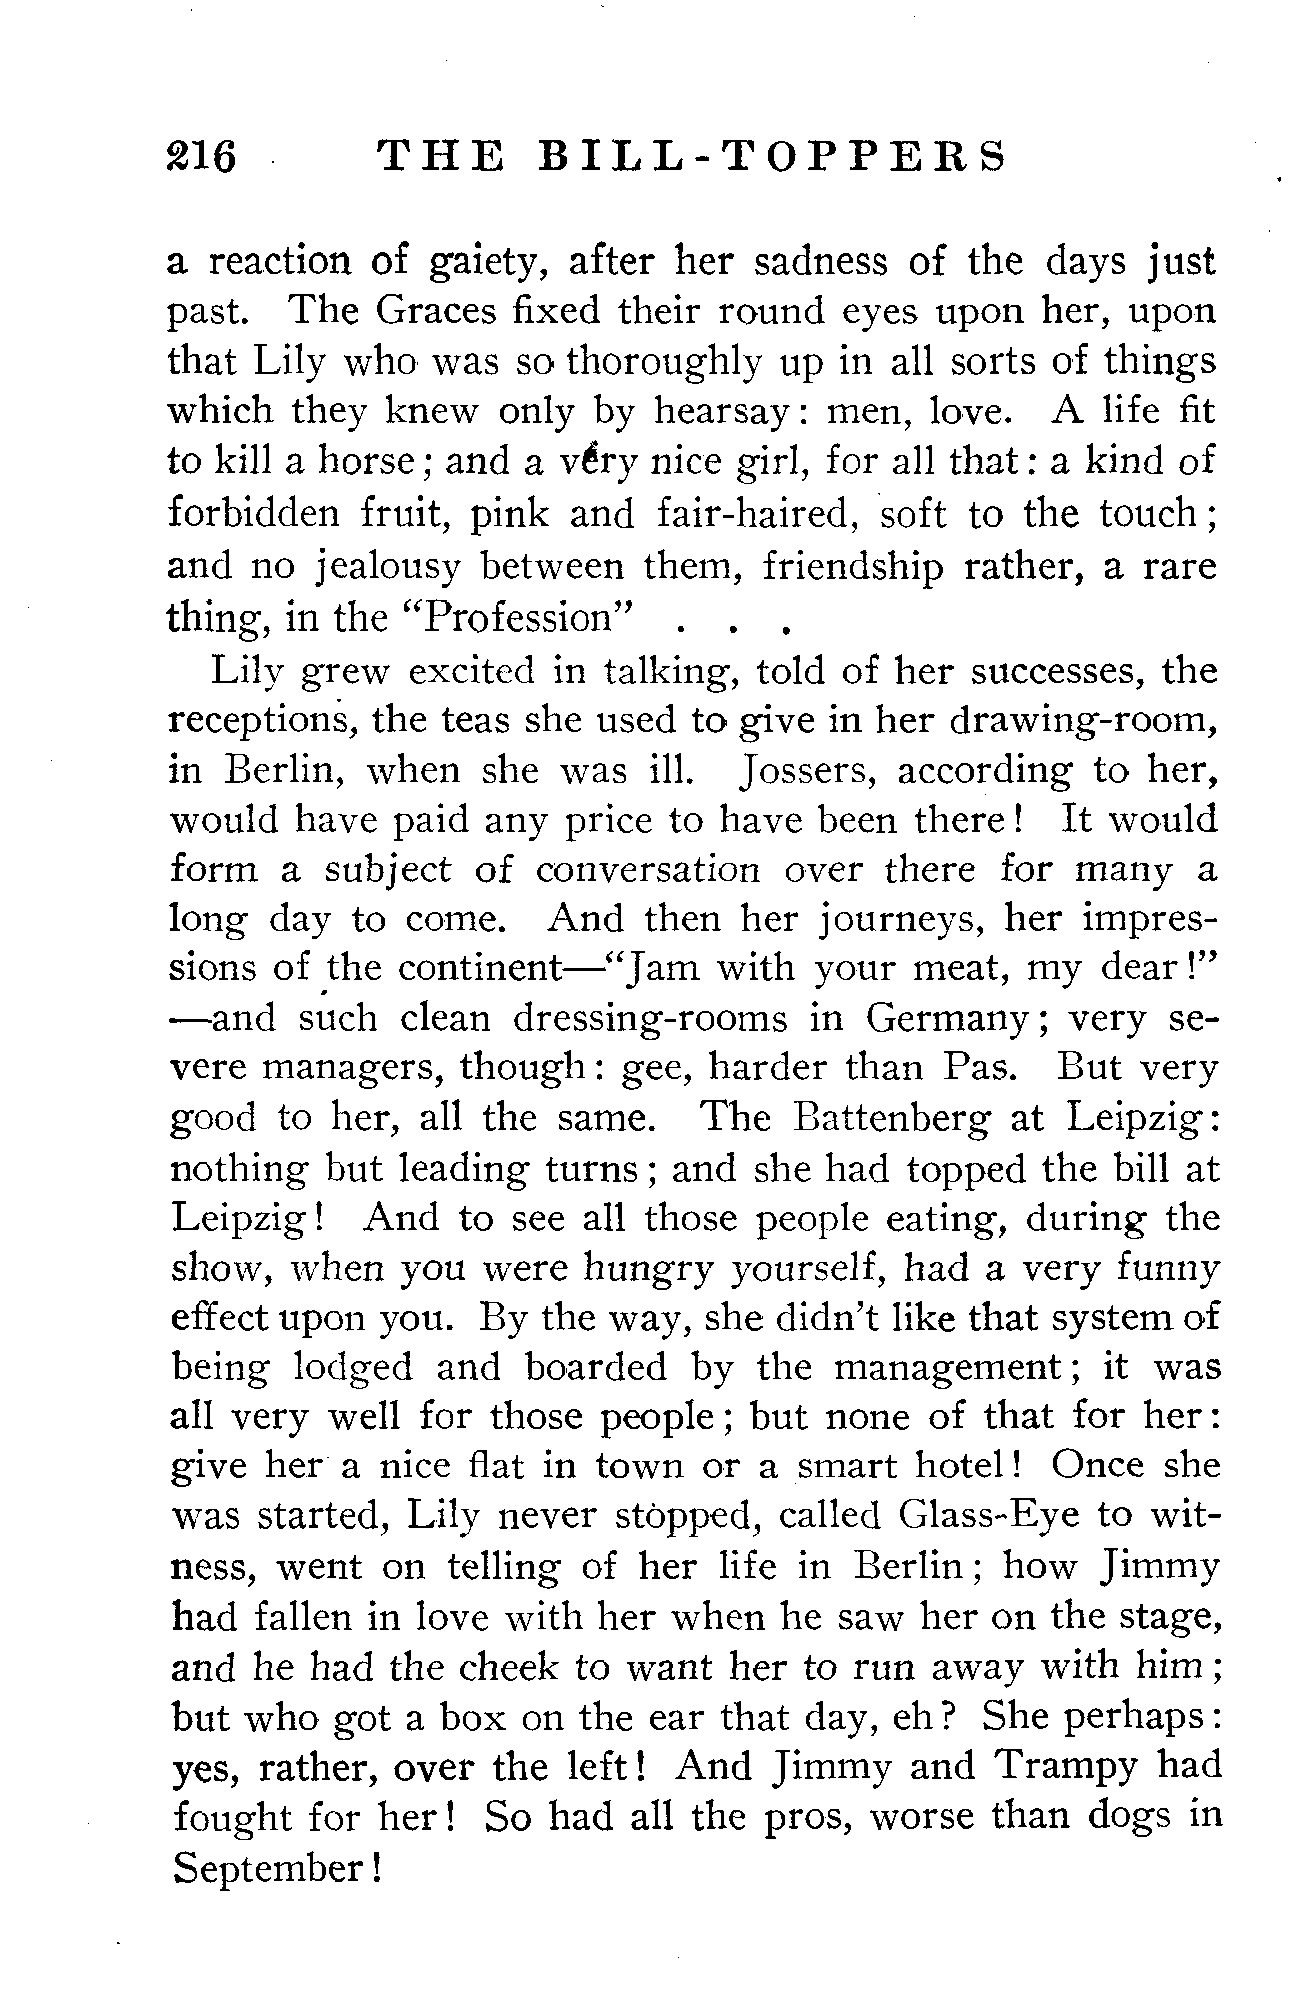 216 THE BILL-TOPPERS
a reaction of gaiety, after her sadness of the days just
past. The Graces fixed their round eyes upon her, upon
that Lily who was so thoroughly up in all sorts of things
which they knew only by hearsay: men, love. A life fit
to kill a horse; and a very nice girl, for all that: a kind of
forbidden fruit, pink and fair-haired, soft to the touch;
and no jealousy between them, friendship rather, a rare
thing, in the "Profession" . . .
Lily grew excited in talking, told of her successes, the
receptions, the teas she used to give in her drawing-room,
in Berlin, when she was ill. Jossers, according to her,
would have paid any price to have been there! It would
form a subject of conversation over there for many a
long day to come. And then her journeys, her impres-
sions of the continent—"Jam with your meat, my dear!"
—and such clean dressing-rooms in Germany; very se-
vere managers, though: gee, harder than Pas. But very
good to her, all the same. The Battenberg at Leipzig:
nothing but leading turns; and she had topped the bill at
Leipzig! And to see all those people eating, during the
show, when you were hungry yourself, had a very funny
effect upon you. By the way, she didn't like that system of
being lodged and boarded by the management; it was
all very well for those people; but none of that for her:
give her a nice flat in town or a smart hotel! Once she
was started, Lily never stopped, called Glass-Eye to wit-
ness, went on telling of her life in Berlin; how Jimmy
had fallen in love with her when he saw her on the stage,
and he had the cheek to want her to run away with him;
but who got a box on the ear that day, eh? She perhaps:
yes, rather, over the left! And Jimmy and Trampy had
fought for her! So had all the pros, worse than dogs in
September!